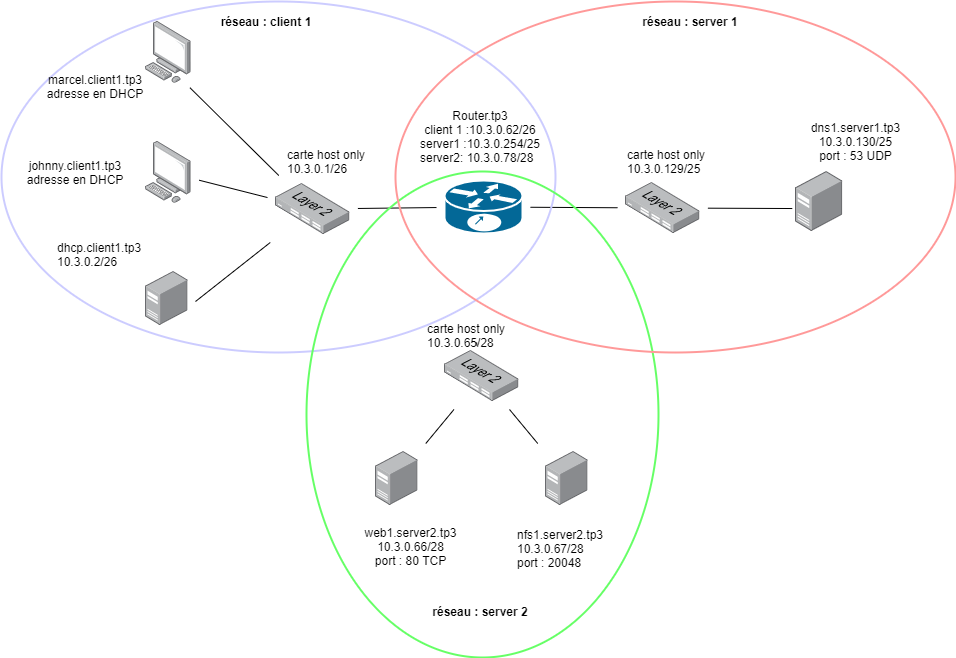 réseau : client 1
réseau : server 1
marcel.client1.tp3
adresse en DHCP
Router.tp3
client 1 :10.3.0.62/26
server1 :10.3.0.254/25
server2: 10.3.0.78/28
dns1.server1.tp3
10.3.0.130/25
port : 53 UDP
johnny.client1.tp3
adresse en DHCP
carte host only
10.3.0.1/26
Layer 2
carte host only
10.3.0.129/25
Layer 2
dhcp.client1.tp3
10.3.0.2/26
carte host only
10.3.0.65/28
Layer 2
web1.server2.tp3
10.3.0.66/28
port : 80 TCP
nfs1.server2.tp3
10.3.0.67/28
port : 20048
réseau : server 2